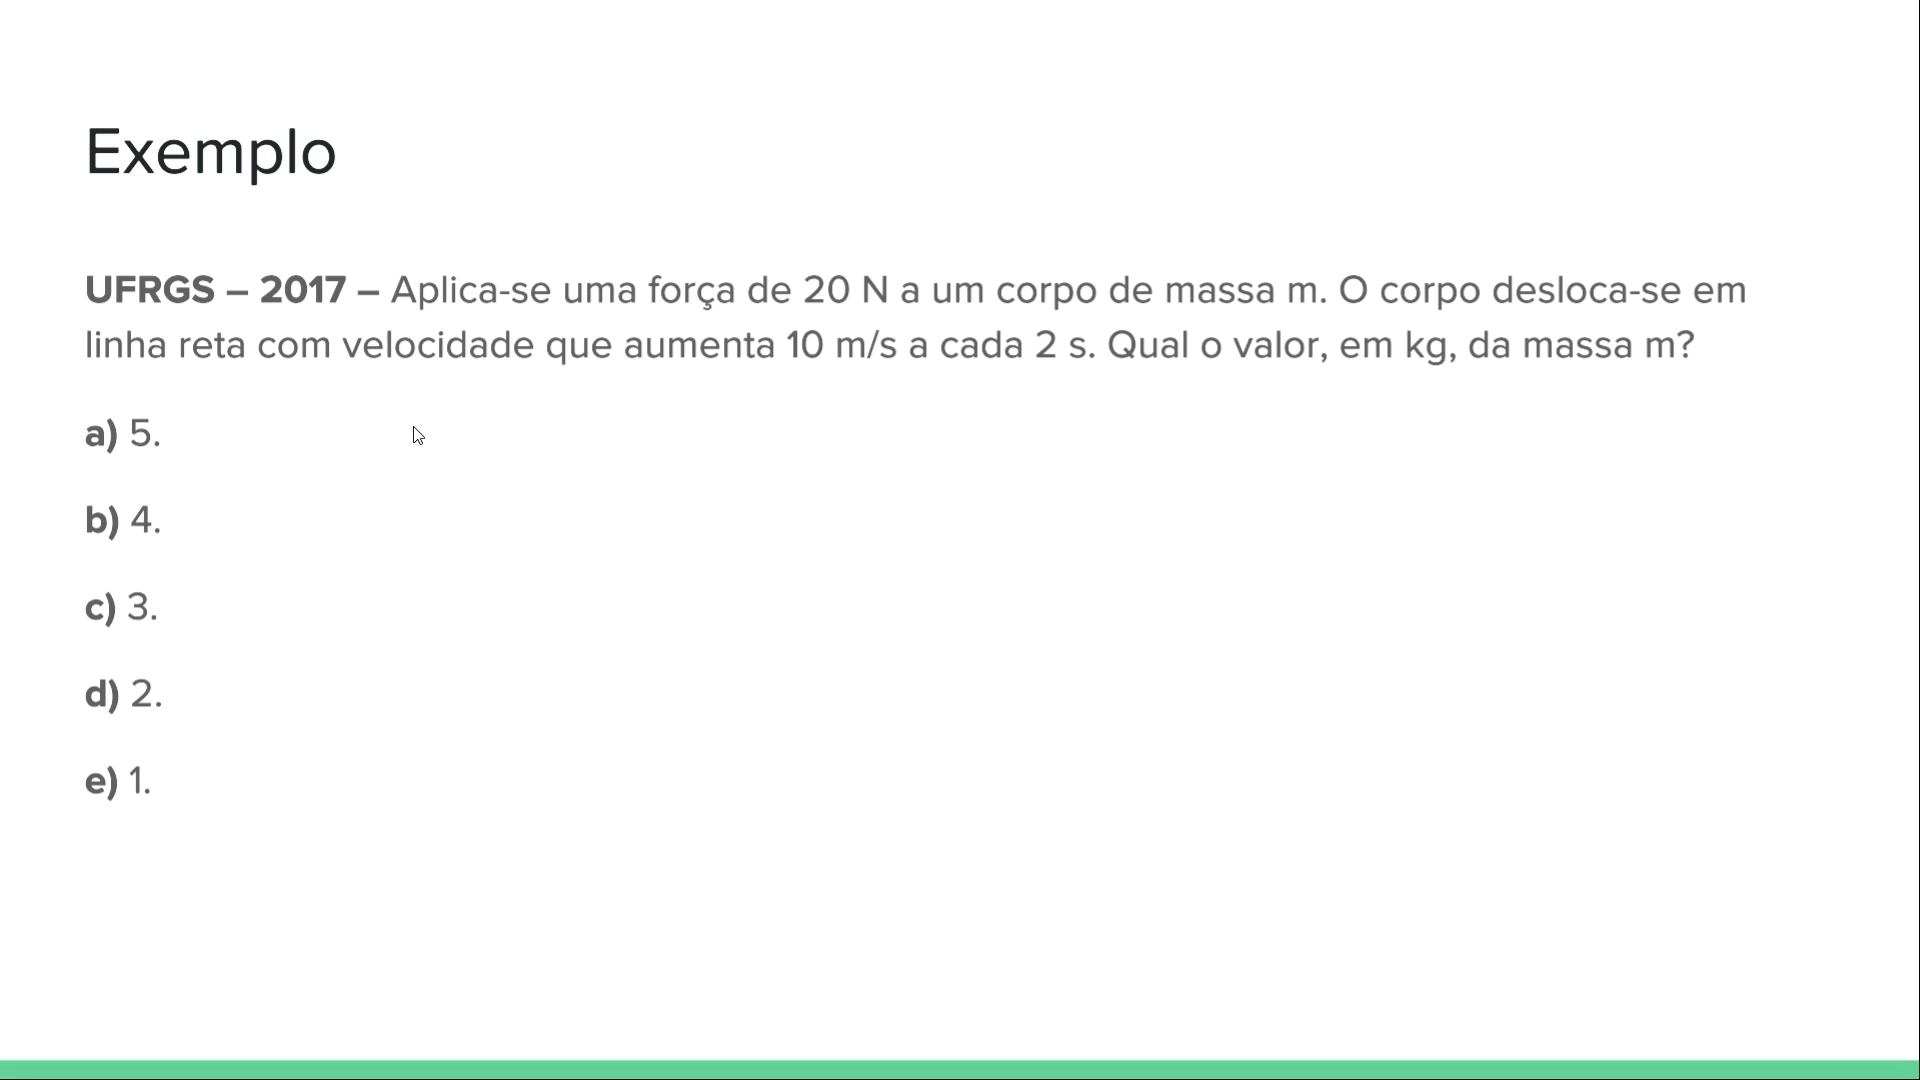 Exemplo
UFRGS – 2017 – Aplica-se uma força de 20 N a um corpo de massa m. O corpo desloca-se em
linha reta com velocidade que aumenta 10 m/s a cada 2 s. Qual o valor, em kg, da massa m?
a) 5.
b) 4.
c) 3.
d) 2.
e) 1.